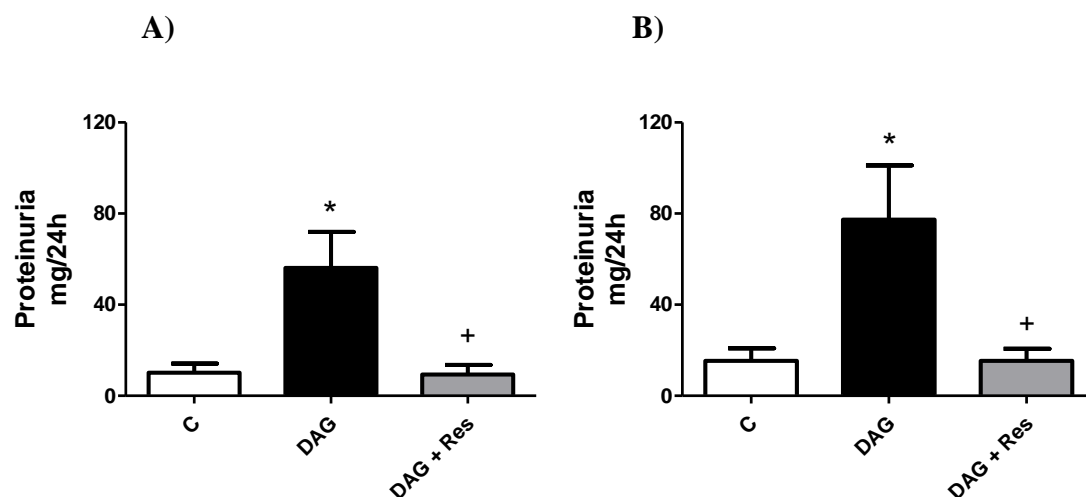 A)
Proteinuria
mg/24h
120
80
40
0
*
+
C
DAG
DAG + Res
B)
Proteinuria
mg/24h
120
80
40
0
*
+
C
DAG
DAG + Res